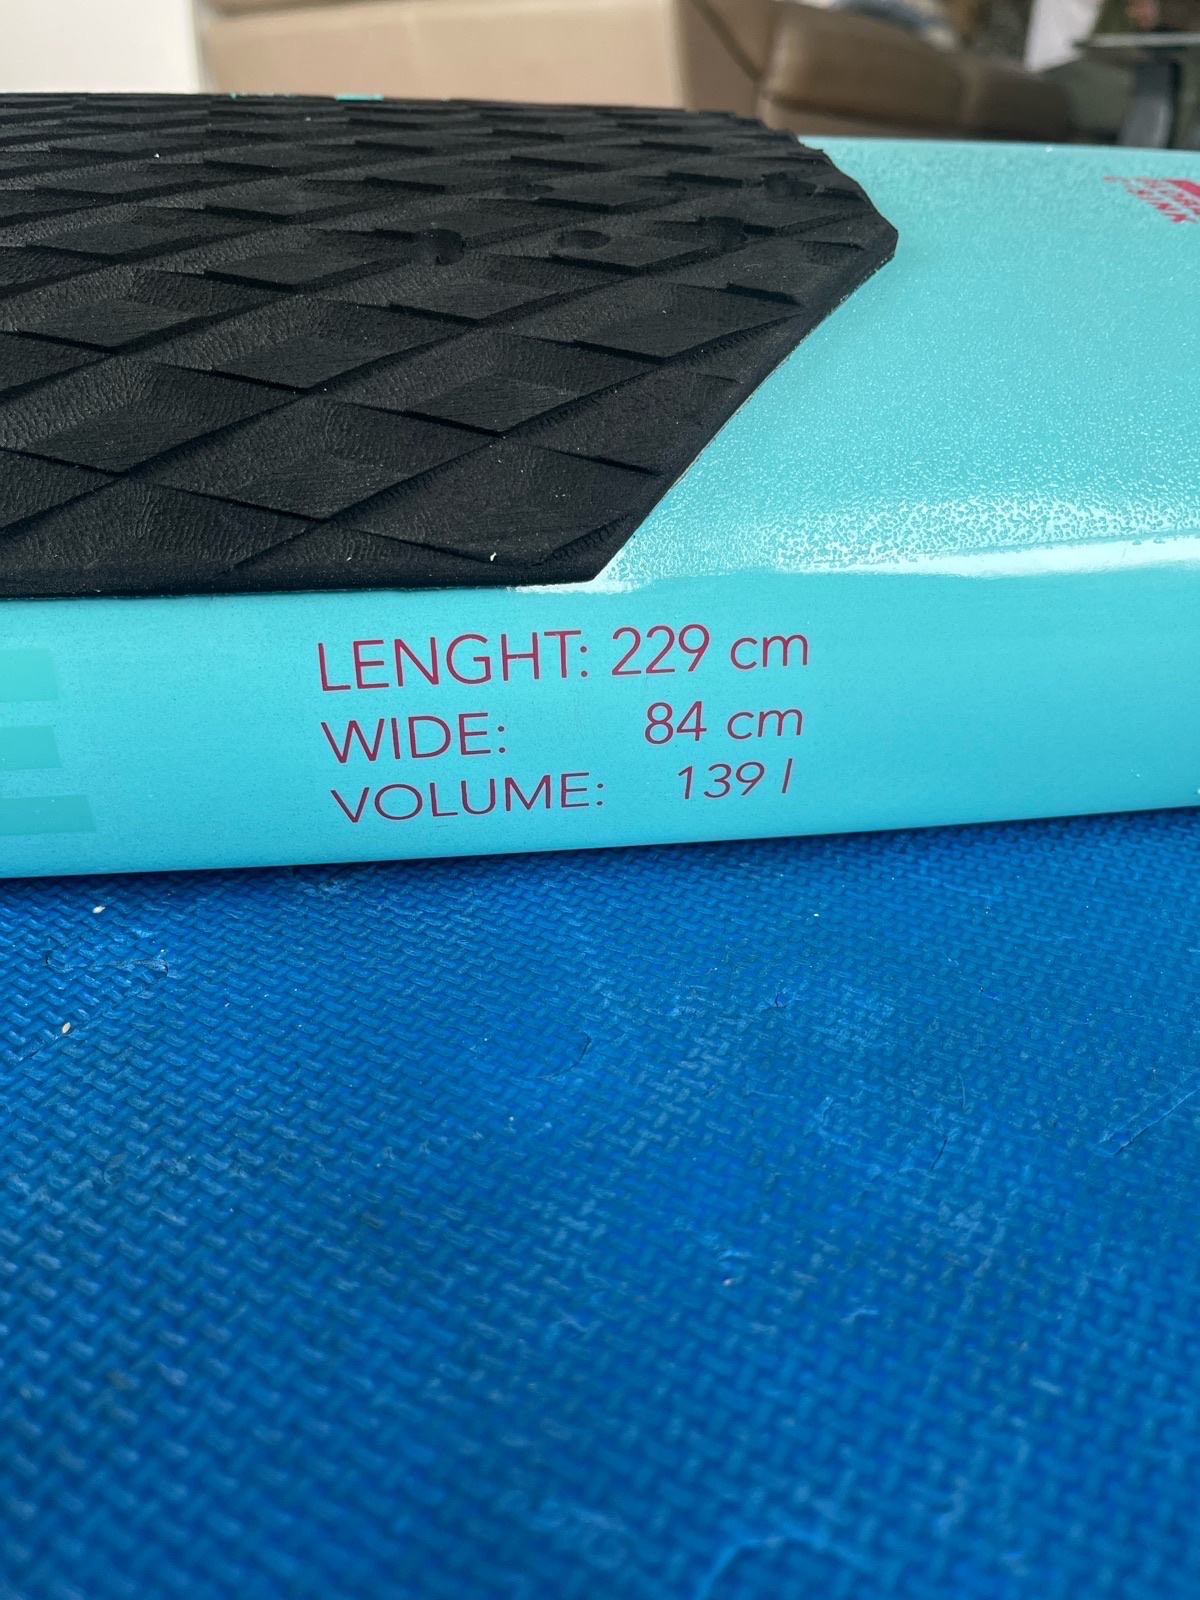 LENGHT: 229 cm
WIDE: 84 cm
VOLUME: 139 l